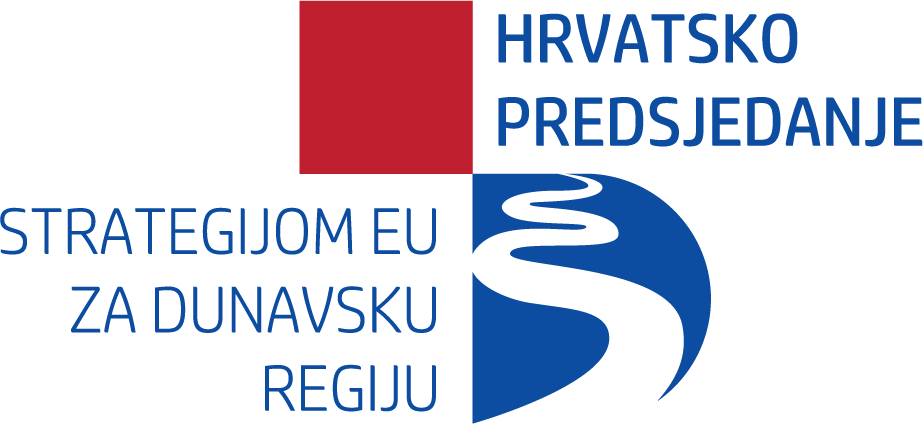 HRVATSKO
PREDSJEDANJE
STRATEGIJOM EU
ZA DUNAVSKU
REGIJU